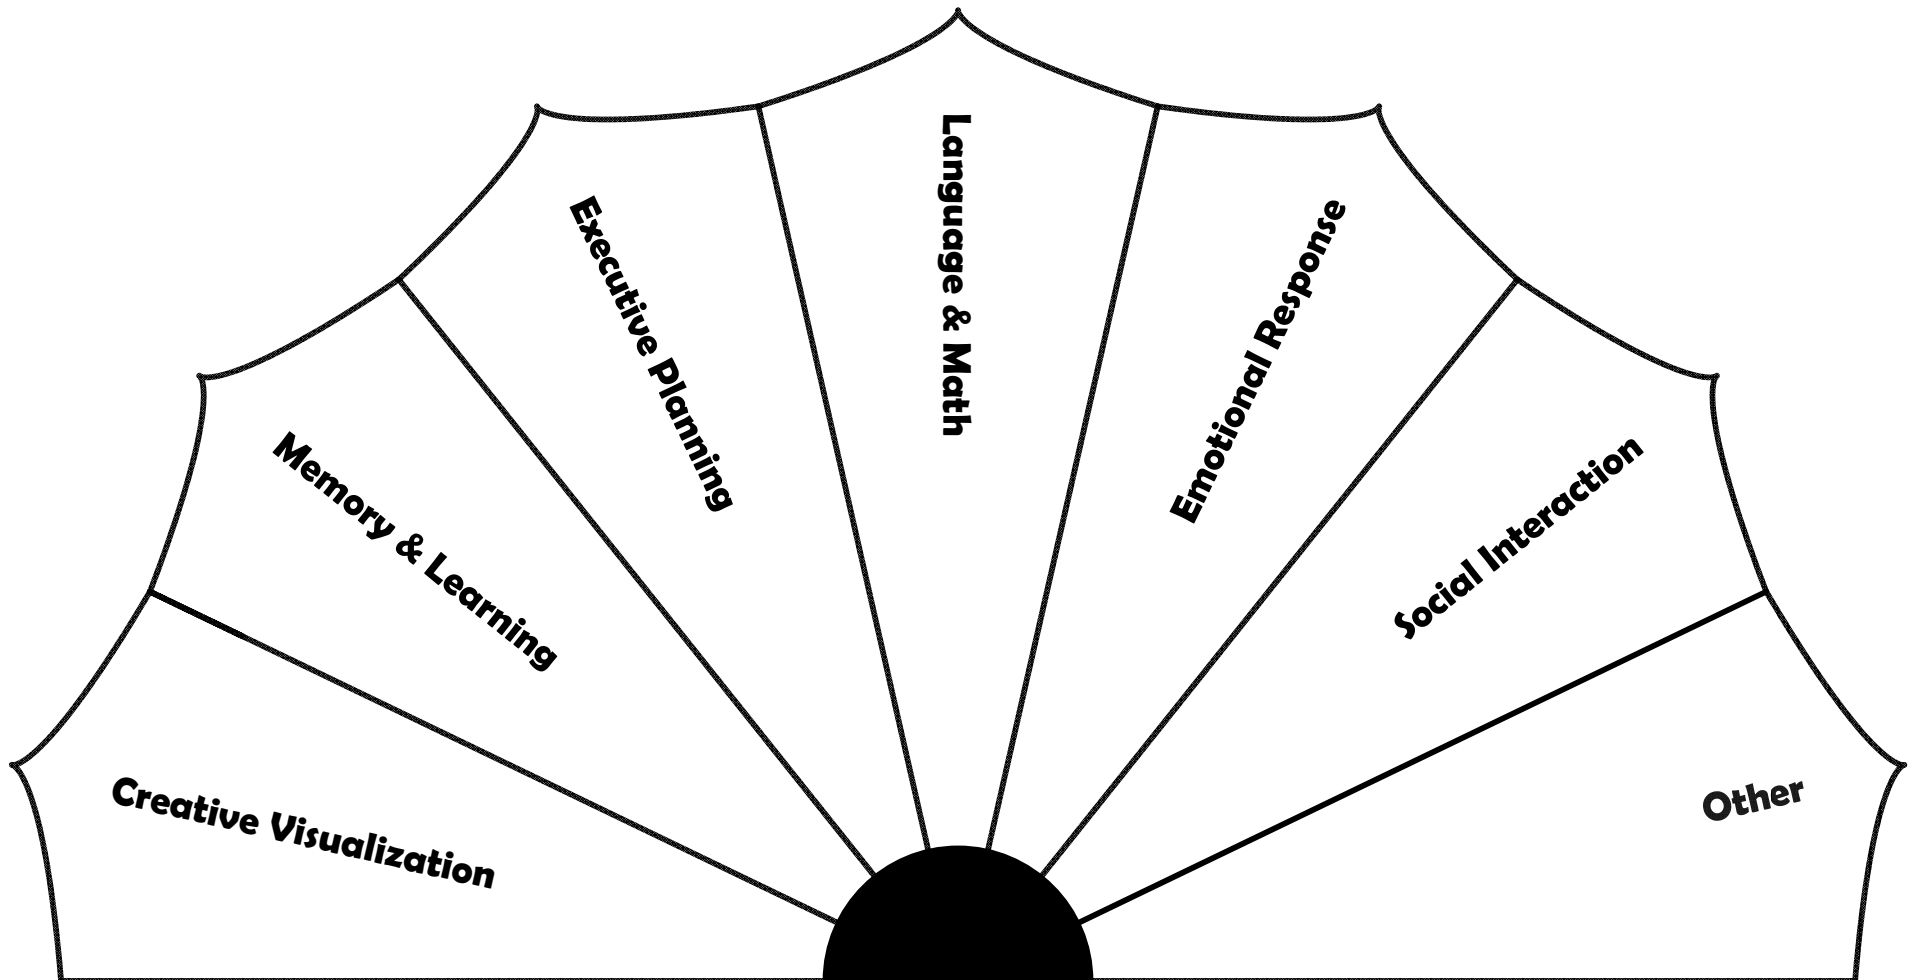 Creative Visualization
Memory & Learning
Executive Planning
Language & Math
Emotional Response
Social Interaction
Other